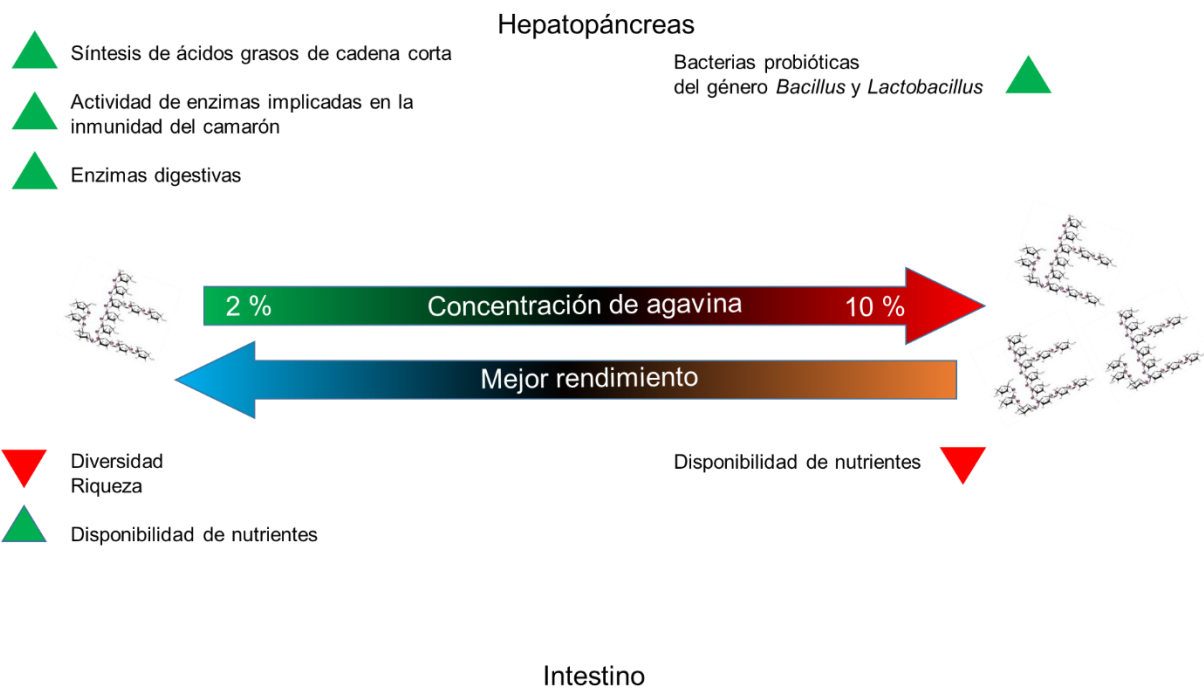 Hepatopáncreas
Síntesis de ácidos grasos de cadena corta
Actividad de enzimas implicadas en la
inmunidad del camarón
Enzimas digestivas
Bacterias probióticas
del género Bacillus y Lactobacillus
2 %
Concentración de agavina
10 %
Mejor rendimiento
Diversidad
Riqueza
Disponibilidad de nutrientes
Disponibilidad de nutrientes
Intestino